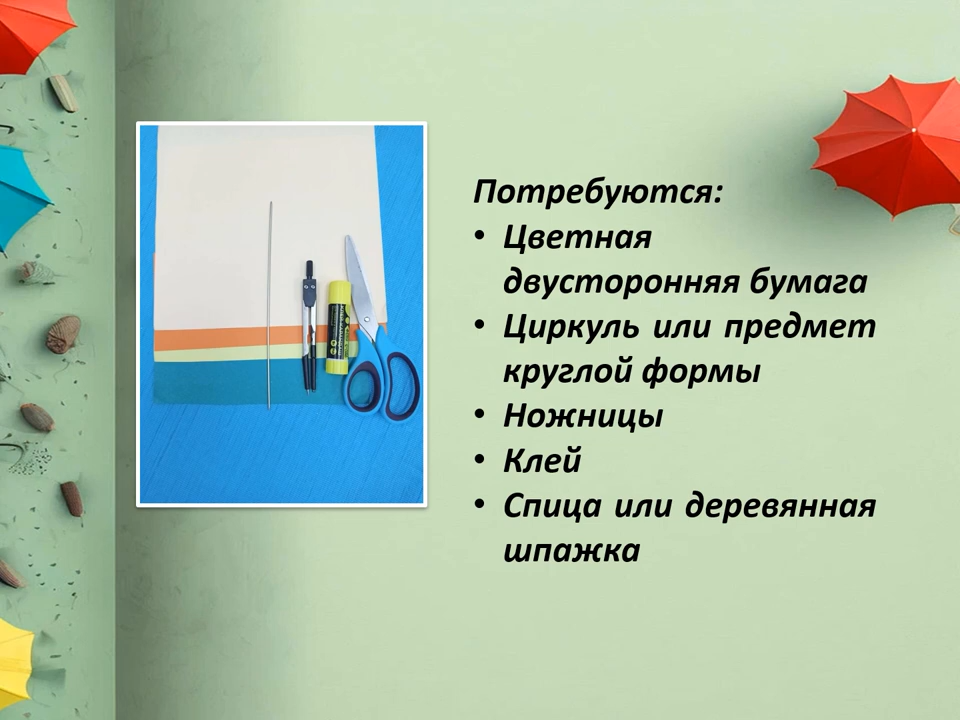 Потребуются:
• Цветная
двусторонняя бумага
• Циркуль или предмет
круглой формы
• Ножницы
• Клей
• Спица или деревянная
шпажка